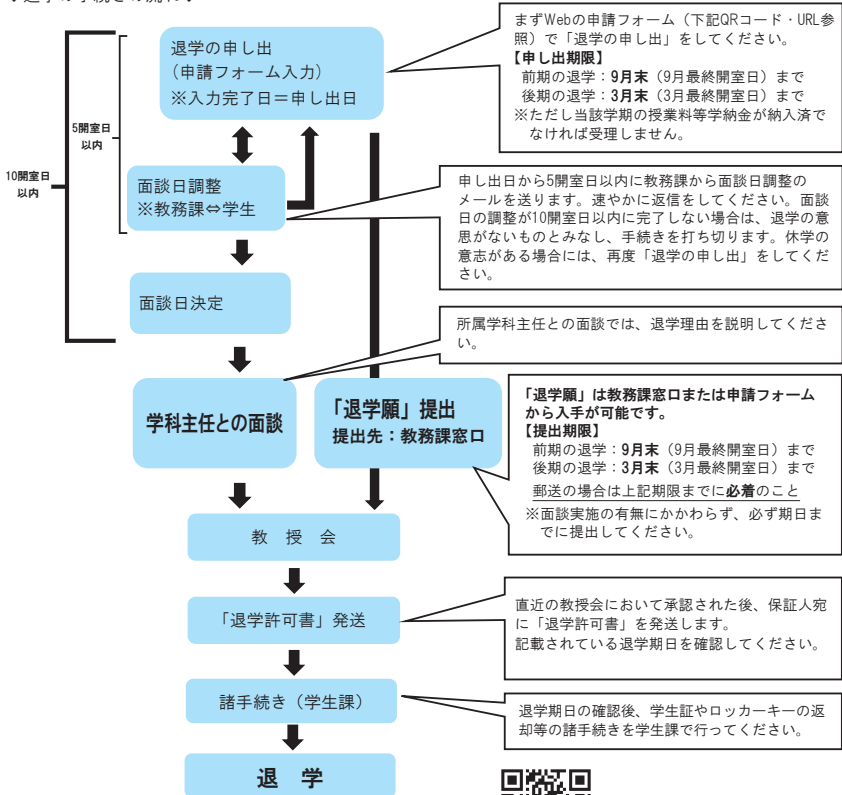 退学の申し出
（申請フォーム入力）
※入力完了日＝申し出日
まずWebの申請フォーム（下記QRコード・URL参
照）で「退学の申し出」をしてください。
【申し出期限】
前期の退学：9月末（9月最終開室日）まで
後期の退学：3月末（3月最終開室日）まで
※ただし当該学期の授業料等学納金が納入済で
なければ受理しません。
5開室日
以内
10開室日
以内
面談日調整
※教務課⇔学生
申し出日から5開室日以内に教務課から面談日調整の
メールを送ります。速やかに返信をしてください。面談
日の調整が10開室日以内に完了しない場合は、退学の意
思がないものとみなし、手続きを打ち切ります。休学の
意志がある場合には、再度「退学の申し出」をしてくだ
さい。
面談日決定
所属学科主任との面談では、退学理由を説明してくださ
い。
学科主任との面談
「退学願」提出
提出先：教務課窓口
「退学願」は教務課窓口または申請フォーム
から入手が可能です。
【提出期限】
前期の退学：9月末（9月最終開室日）まで
後期の退学：3月末（3月最終開室日）まで
郵送の場合は上記期限までに必着のこと
※面談実施の有無にかかわらず、必ず期日ま
でに提出してください。
教 授 会
「退学許可書」発送
直近の教授会において承認された後、保証人宛
に「退学許可書」を発送します。
記載されている退学期日を確認してください。
諸手続き（学生課）
退学期日の確認後、学生証やロッカーキーの返
却等の諸手続きを学生課で行ってください。
退 学